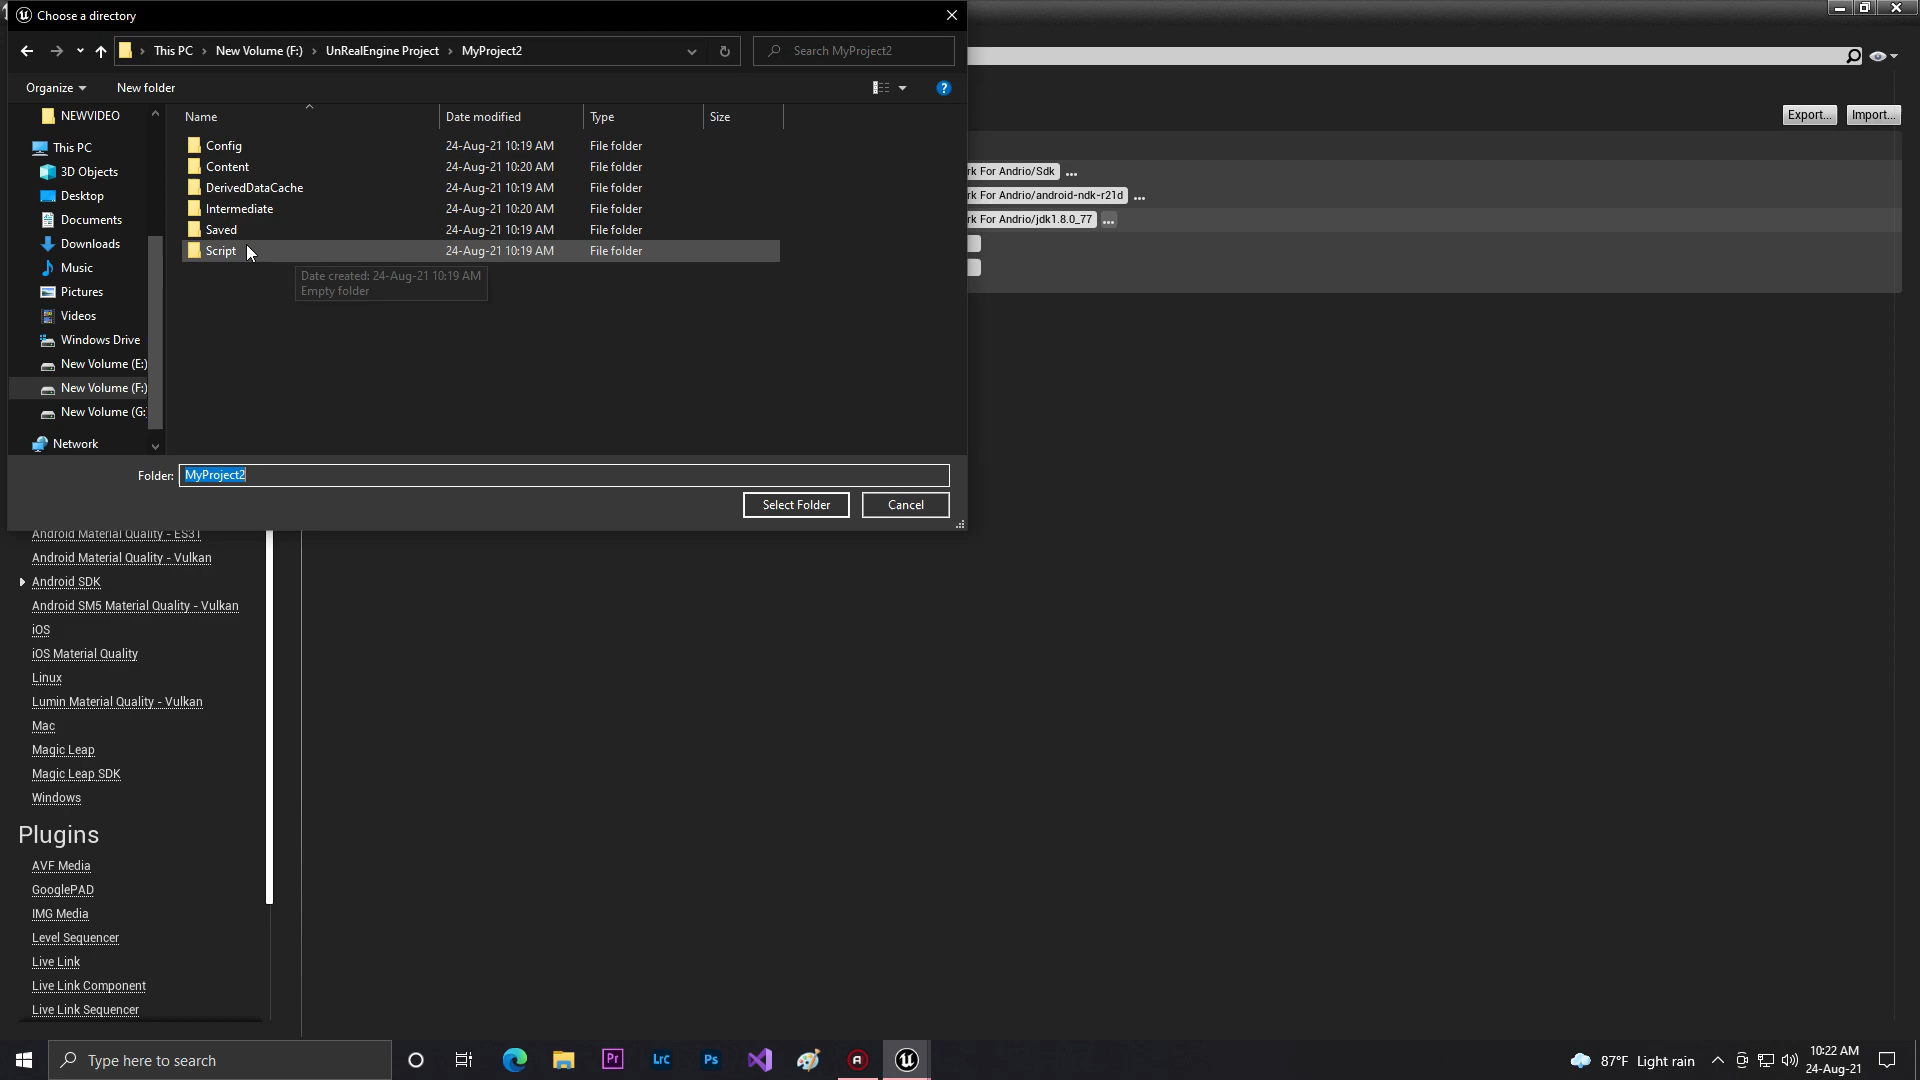 Choose a directory
This PC > New Volume (F:) > UnRealEngine Project > MyProject2
Search MyProject2
Organize
New folder
?
Name
Date modified
Type
Size
Config 24-Aug-21 10:19 AM File folder
Content 24-Aug-21 10:20 AM File folder
DerivedDataCache 24-Aug-21 10:19 AM File folder
Intermediate 24-Aug-21 10:20 AM File folder
Saved 24-Aug-21 10:19 AM File folder
Script 24-Aug-21 10:19 AM File folder
Date created: 24-Aug-21 10:19 AM
Empty folder
NEWVIDEO
This PC
3D Objects
Desktop
Documents
Downloads
Music
Pictures
Videos
Windows Drive
New Volume (E:)
New Volume (F:)
New Volume (G:
Network
Folder: MyProject2
Select Folder
Cancel
Export...
Import...
rk For Andrio/Sdk ...
rk For Andrio/android-ndk-r21d ...
rk For Andrio/jdk1.8.0_77 ...
Android Material Quality - ES31
Android Material Quality - Vulkan
Android SDK
Android SM5 Material Quality - Vulkan
iOS
iOS Material Quality
Linux
Lumin Material Quality - Vulkan
Mac
Magic Leap
Magic Leap SDK
Windows
Plugins
AVF Media
GooglePAD
IMG Media
Level Sequencer
Live Link
Live Link Component
Live Link Sequencer
Type here to search
Pr
Lrc
Ps
87°F Light rain
10:22 AM
24-Aug-21